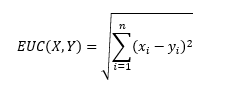 EUC(X,Y) = √(∑_{i=1}^{n} (x_i − y_i)²)